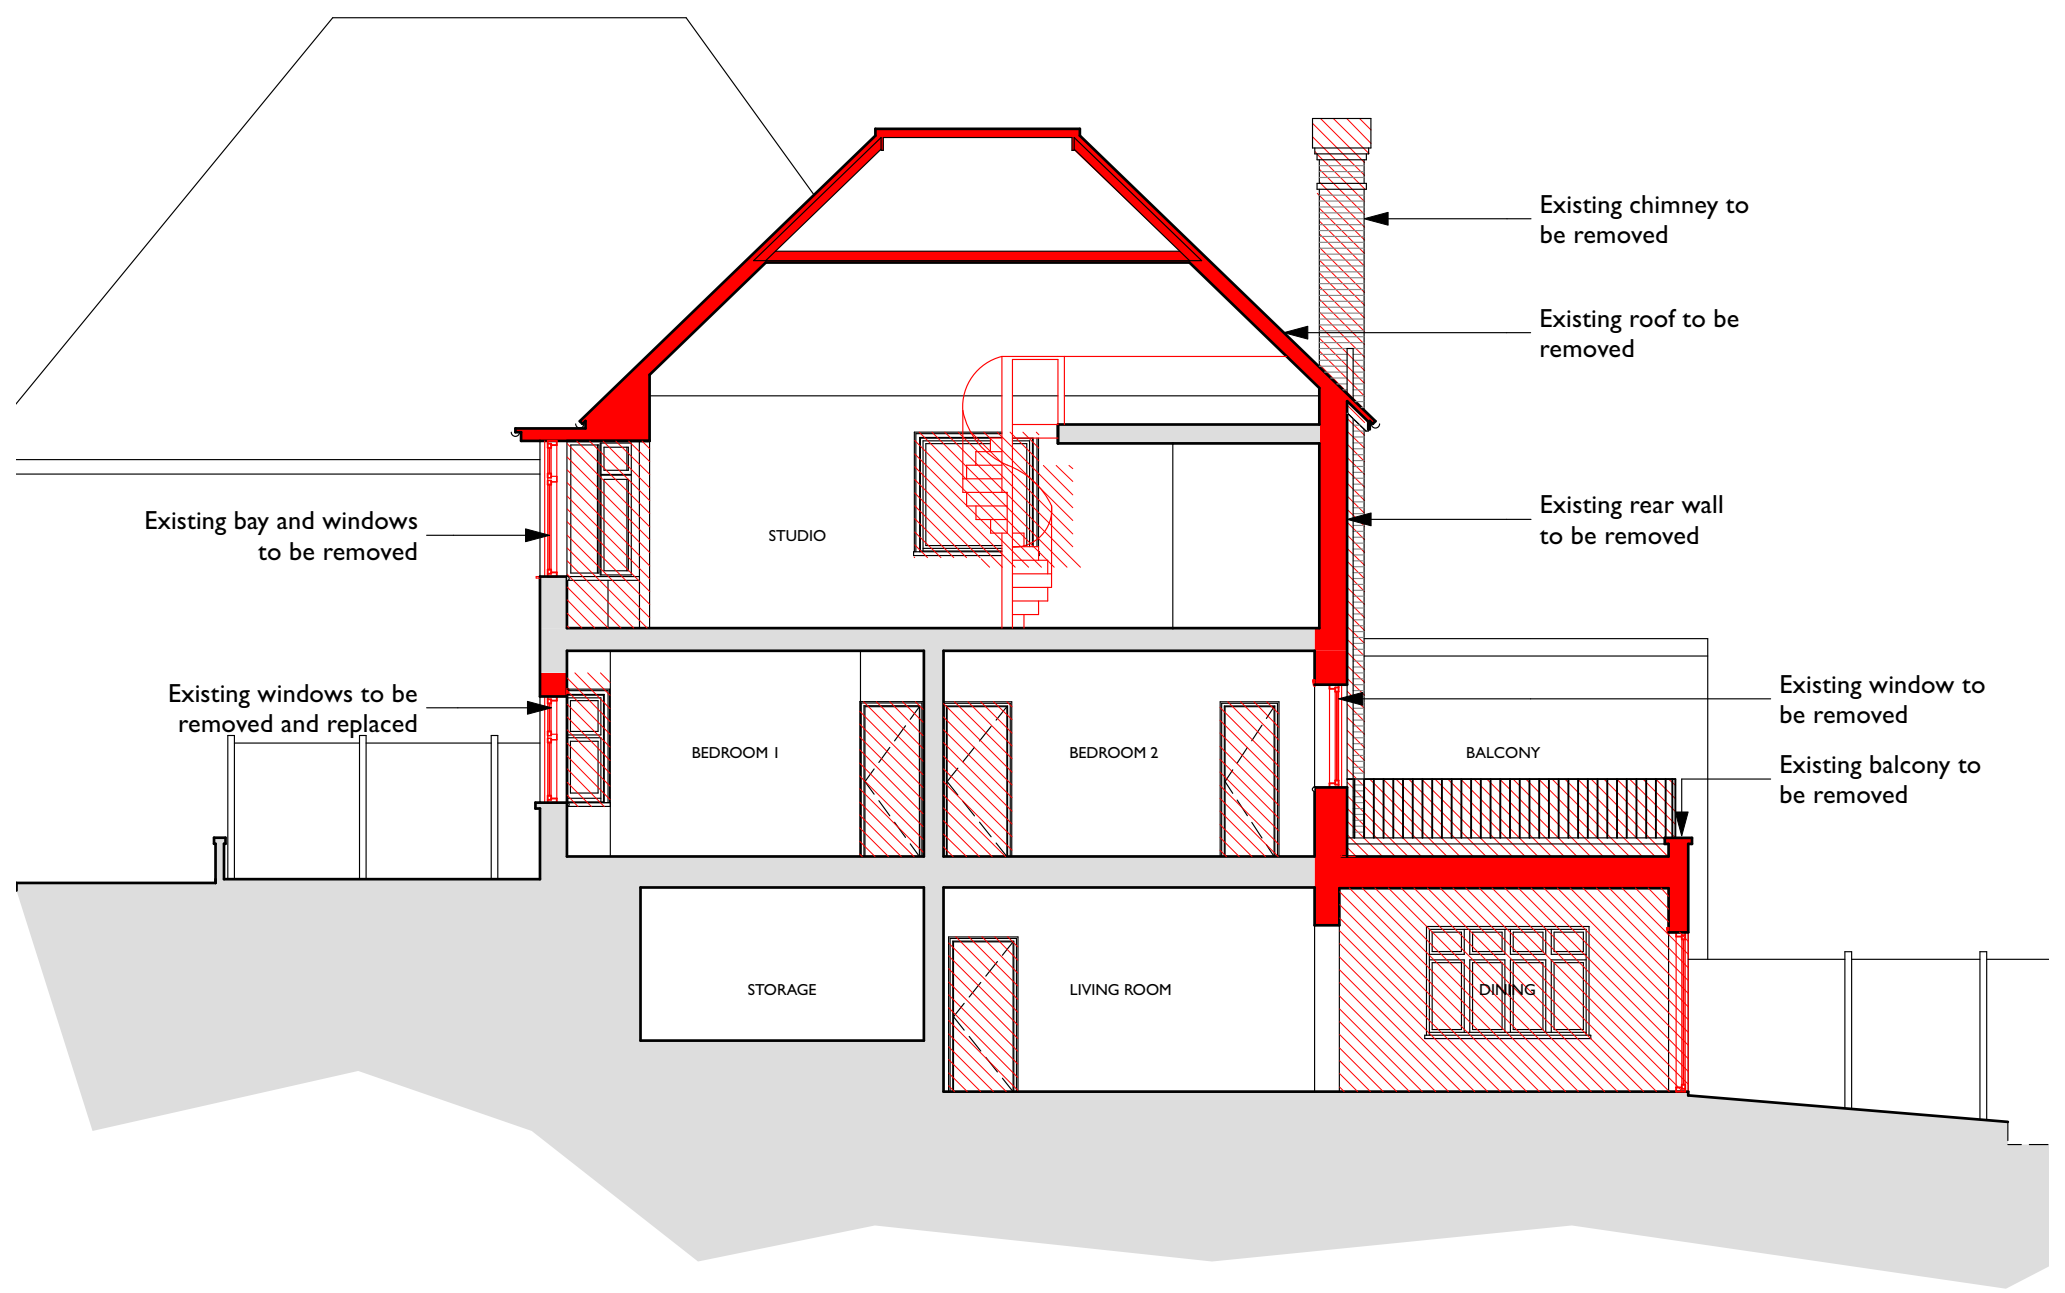 Existing chimney to
be removed
Existing roof to be
removed
Existing bay and windows
to be removed
STUDIO
Existing rear wall
to be removed
Existing windows to be
removed and replaced
BEDROOM 1
BEDROOM 2
BALCONY
Existing window to
be removed
Existing balcony to
be removed
STORAGE
LIVING ROOM
DINING